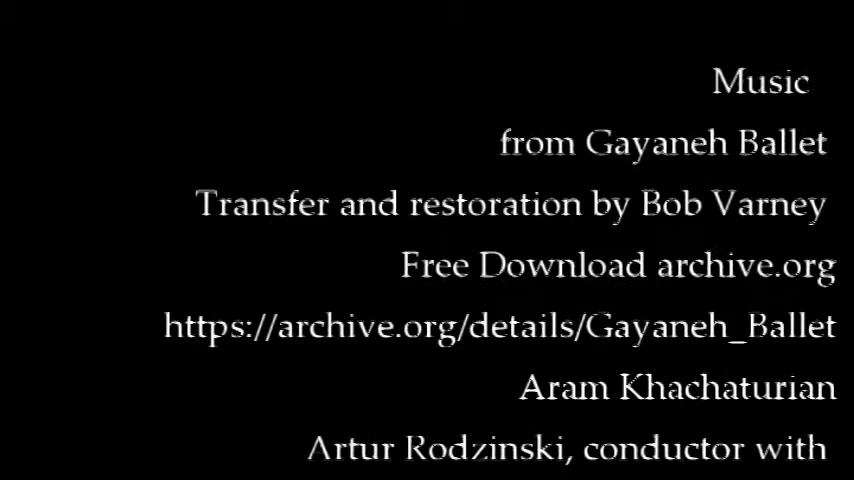 Music
from Gayaneh Ballet
Transfer and restoration by Bob Varney
Free Download archive.org
https://archive.org/details/Gayaneh_Ballet
Aram Khachaturian
Artur Rodzinski, conductor with